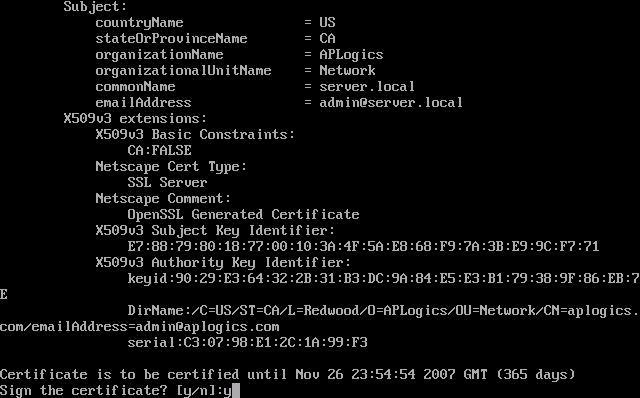 Subject:
countryName = US
stateOrProvinceName = CA
organizationName = APLogics
organizationalUnitName = Network
commonName = server.local
emailAddress = admin@server.local
X509v3 extensions:
X509v3 Basic Constraints:
CA:FALSE
Netscape Cert Type:
SSL Server
Netscape Comment:
OpenSSL Generated Certificate
X509v3 Subject Key Identifier:
E7:88:79:80:18:77:00:10:3A:4F:5A:E8:68:F9:7A:3B:E9:9C:F7:71
X509v3 Authority Key Identifier:
keyid:90:29:E3:64:32:2B:31:B3:DC:9A:84:E5:E3:B1:79:38:9F:86:EB:7
E
DirName:/C=US/ST=CA/L=Redwood/O=APLogics/OU=Network/CN=aplogics.
com/emailAddress=admin@aplogics.com
serial:C3:07:98:E1:2C:1A:99:F3
Certificate is to be certified until Nov 26 23:54:54 2007 GMT (365 days)
Sign the certificate? [y/n]:y